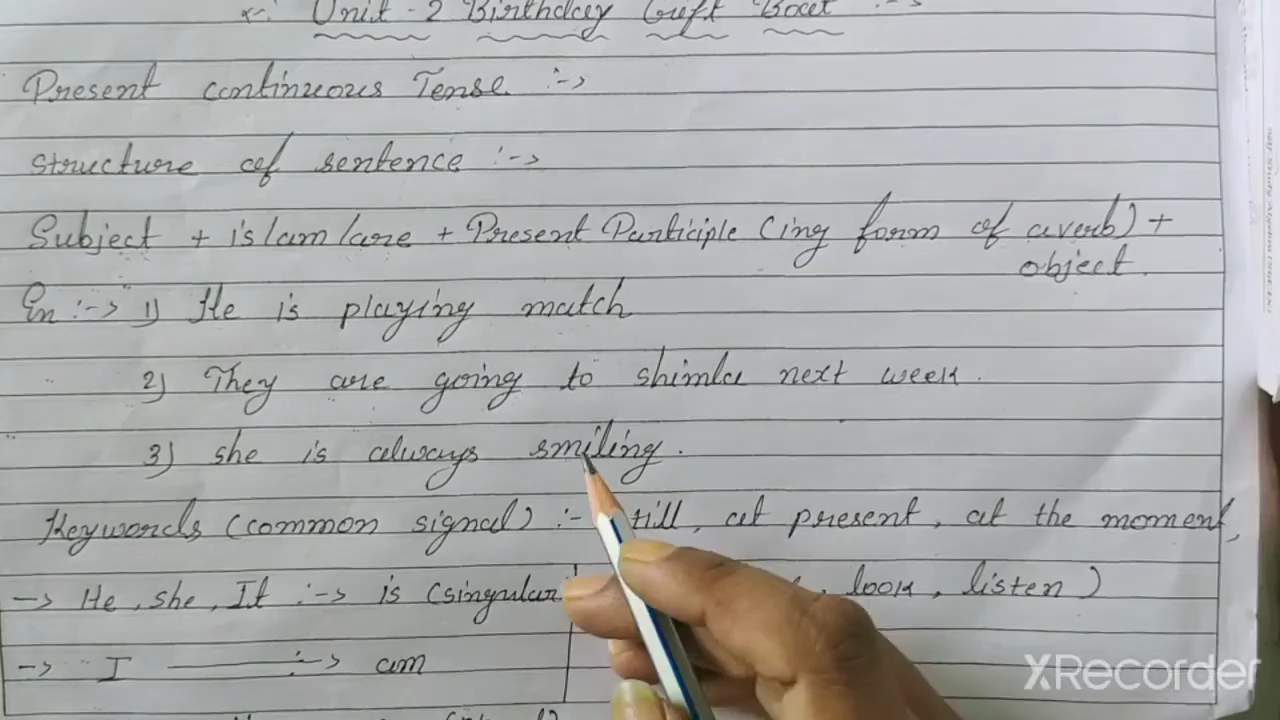 Unit - 2 Birthday Gift Boat :->
Present continuous Tense :->
Structure of sentence :->
Subject + is/am/are + Present Participle (ing form of a verb) +
object.
En :-> 1) He is playing match
2) They are going to shimla next week.
3) she is always smiling.
Keywords (common signal) :- till, at present, at the moment,
look, listen)
-> He, she, It :-> is (singular
-> I :-> am
XRecorder